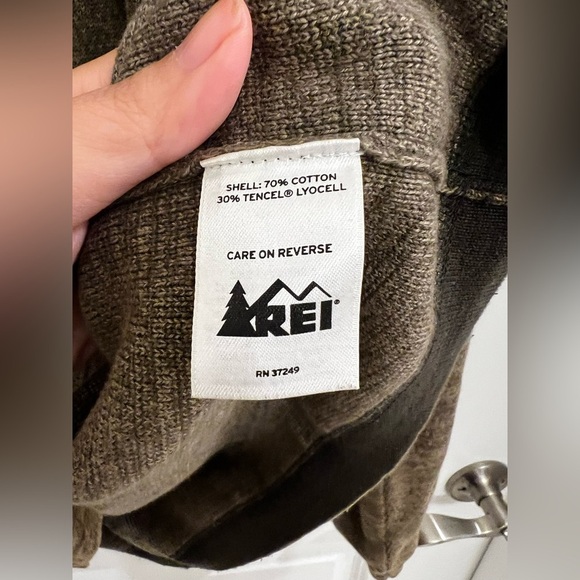 SHELL: 70% COTTON
30% TENCEL® LYOCELL
CARE ON REVERSE
REI®
RN 37249